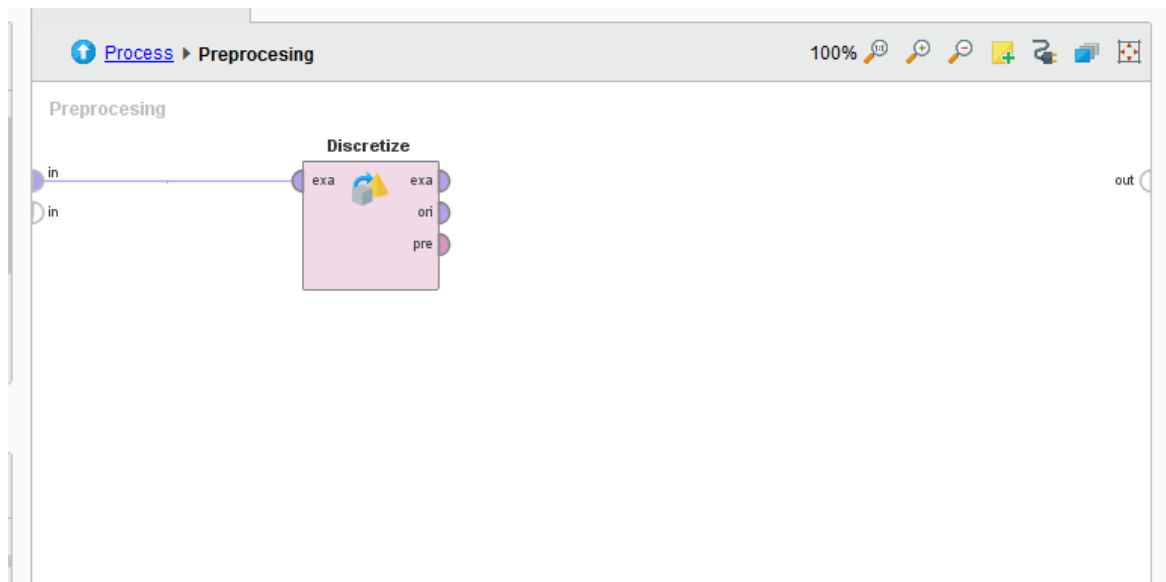 Process Preprocesing 100%
Preprocesing
Discretize
in exa exa out
in ori
pre